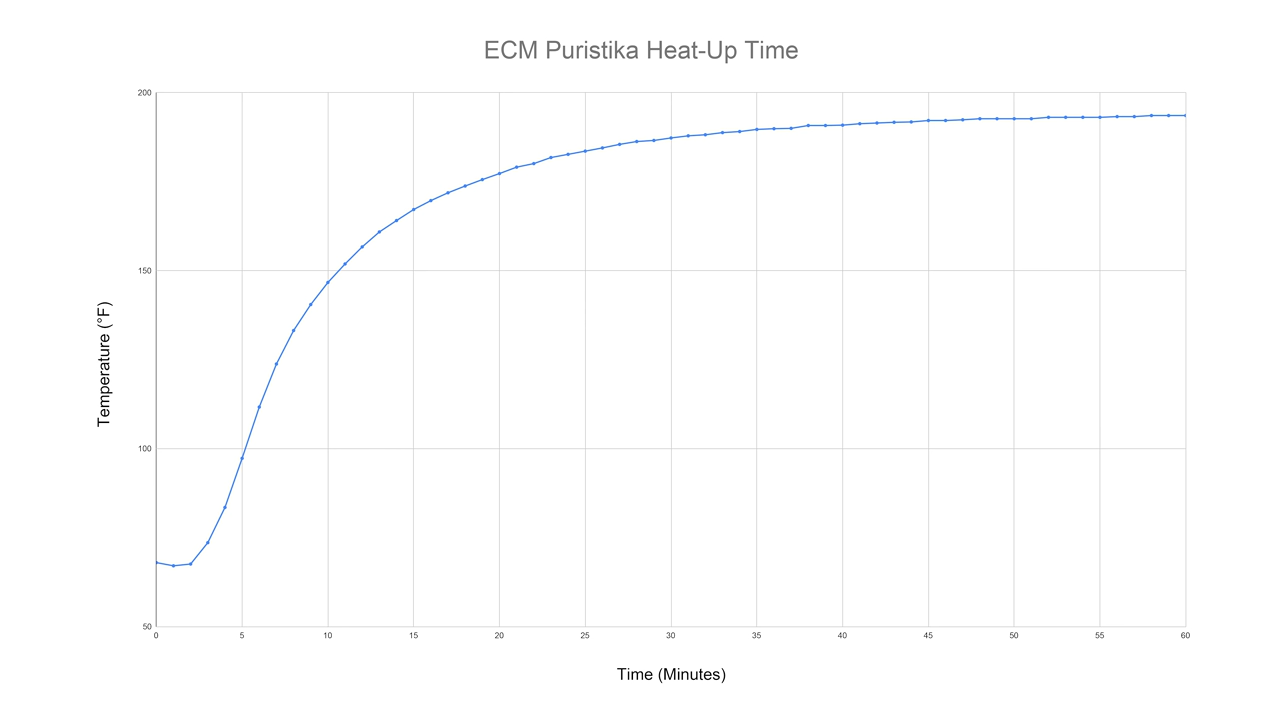 ECM Puristika Heat-Up Time
200
150
100
50
Temperature (°F)
0 5 10 15 20 25 30 35 40 45 50 55 60
Time (Minutes)